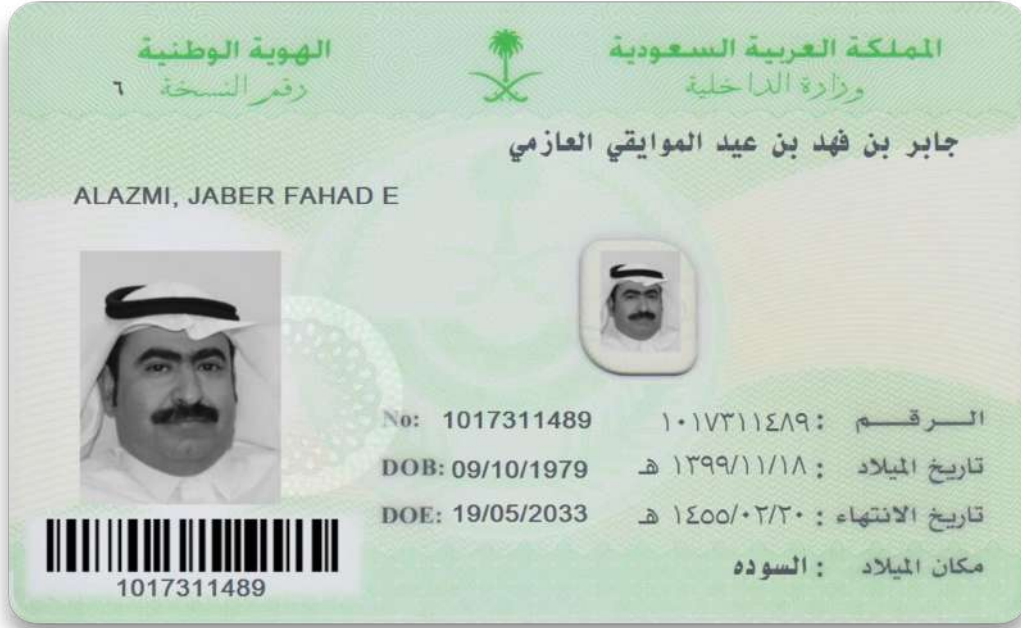 المملكة العربية السعودية
وزارة الداخلية
الهوية الوطنية
رقم النسخة ٦
جابر بن فهد بن عيد الموايقي العازمي
ALAZMI, JABER FAHAD E
الـــرقــــم : ١٠١٧٣١١٤٨٩ No: 1017311489
تاريخ الميلاد : ١٣٩٩/١١/١٨ هـ DOB: 09/10/1979
تاريخ الانتهاء : ١٤٥٥/٠٢/٢٠ هـ DOE: 19/05/2033
مكان الميلاد : السوده
1017311489